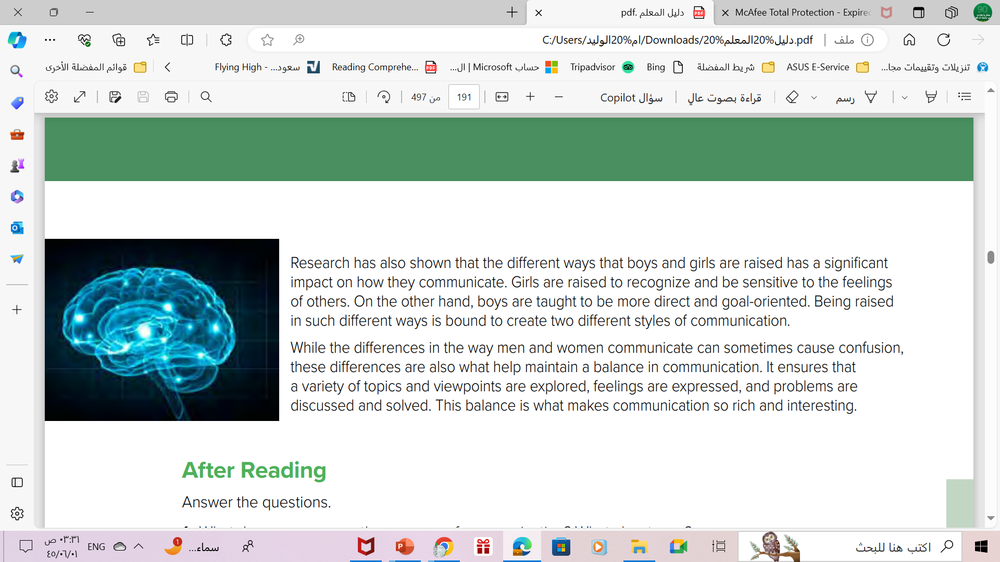 دليل المعلم .pdf
McAfee Total Protection - Expire
90
C:/Users/ام%20الوليد/Downloads/دليل%20المعلم%20.pdf
ملف
قوائم المفضلة الأخرى
Flying High - سعود...
Reading Comprehe...
حساب Microsoft | ال...
Tripadvisor
Bing
شريط المفضلة
ASUS E-Service
تنزيلات وتقييمات مجا...
من 497
191
سؤال Copilot
قراءة بصوت عالٍ
رسم
Research has also shown that the different ways that boys and girls are raised has a significant
impact on how they communicate. Girls are raised to recognize and be sensitive to the feelings
of others. On the other hand, boys are taught to be more direct and goal-oriented. Being raised
in such different ways is bound to create two different styles of communication.
While the differences in the way men and women communicate can sometimes cause confusion,
these differences are also what help maintain a balance in communication. It ensures that
a variety of topics and viewpoints are explored, feelings are expressed, and problems are
discussed and solved. This balance is what makes communication so rich and interesting.
After Reading
Answer the questions.
٠٣:٣١ ص
٤٥/٠٦/٠١
ENG
1
سماء...
اكتب هنا للبحث